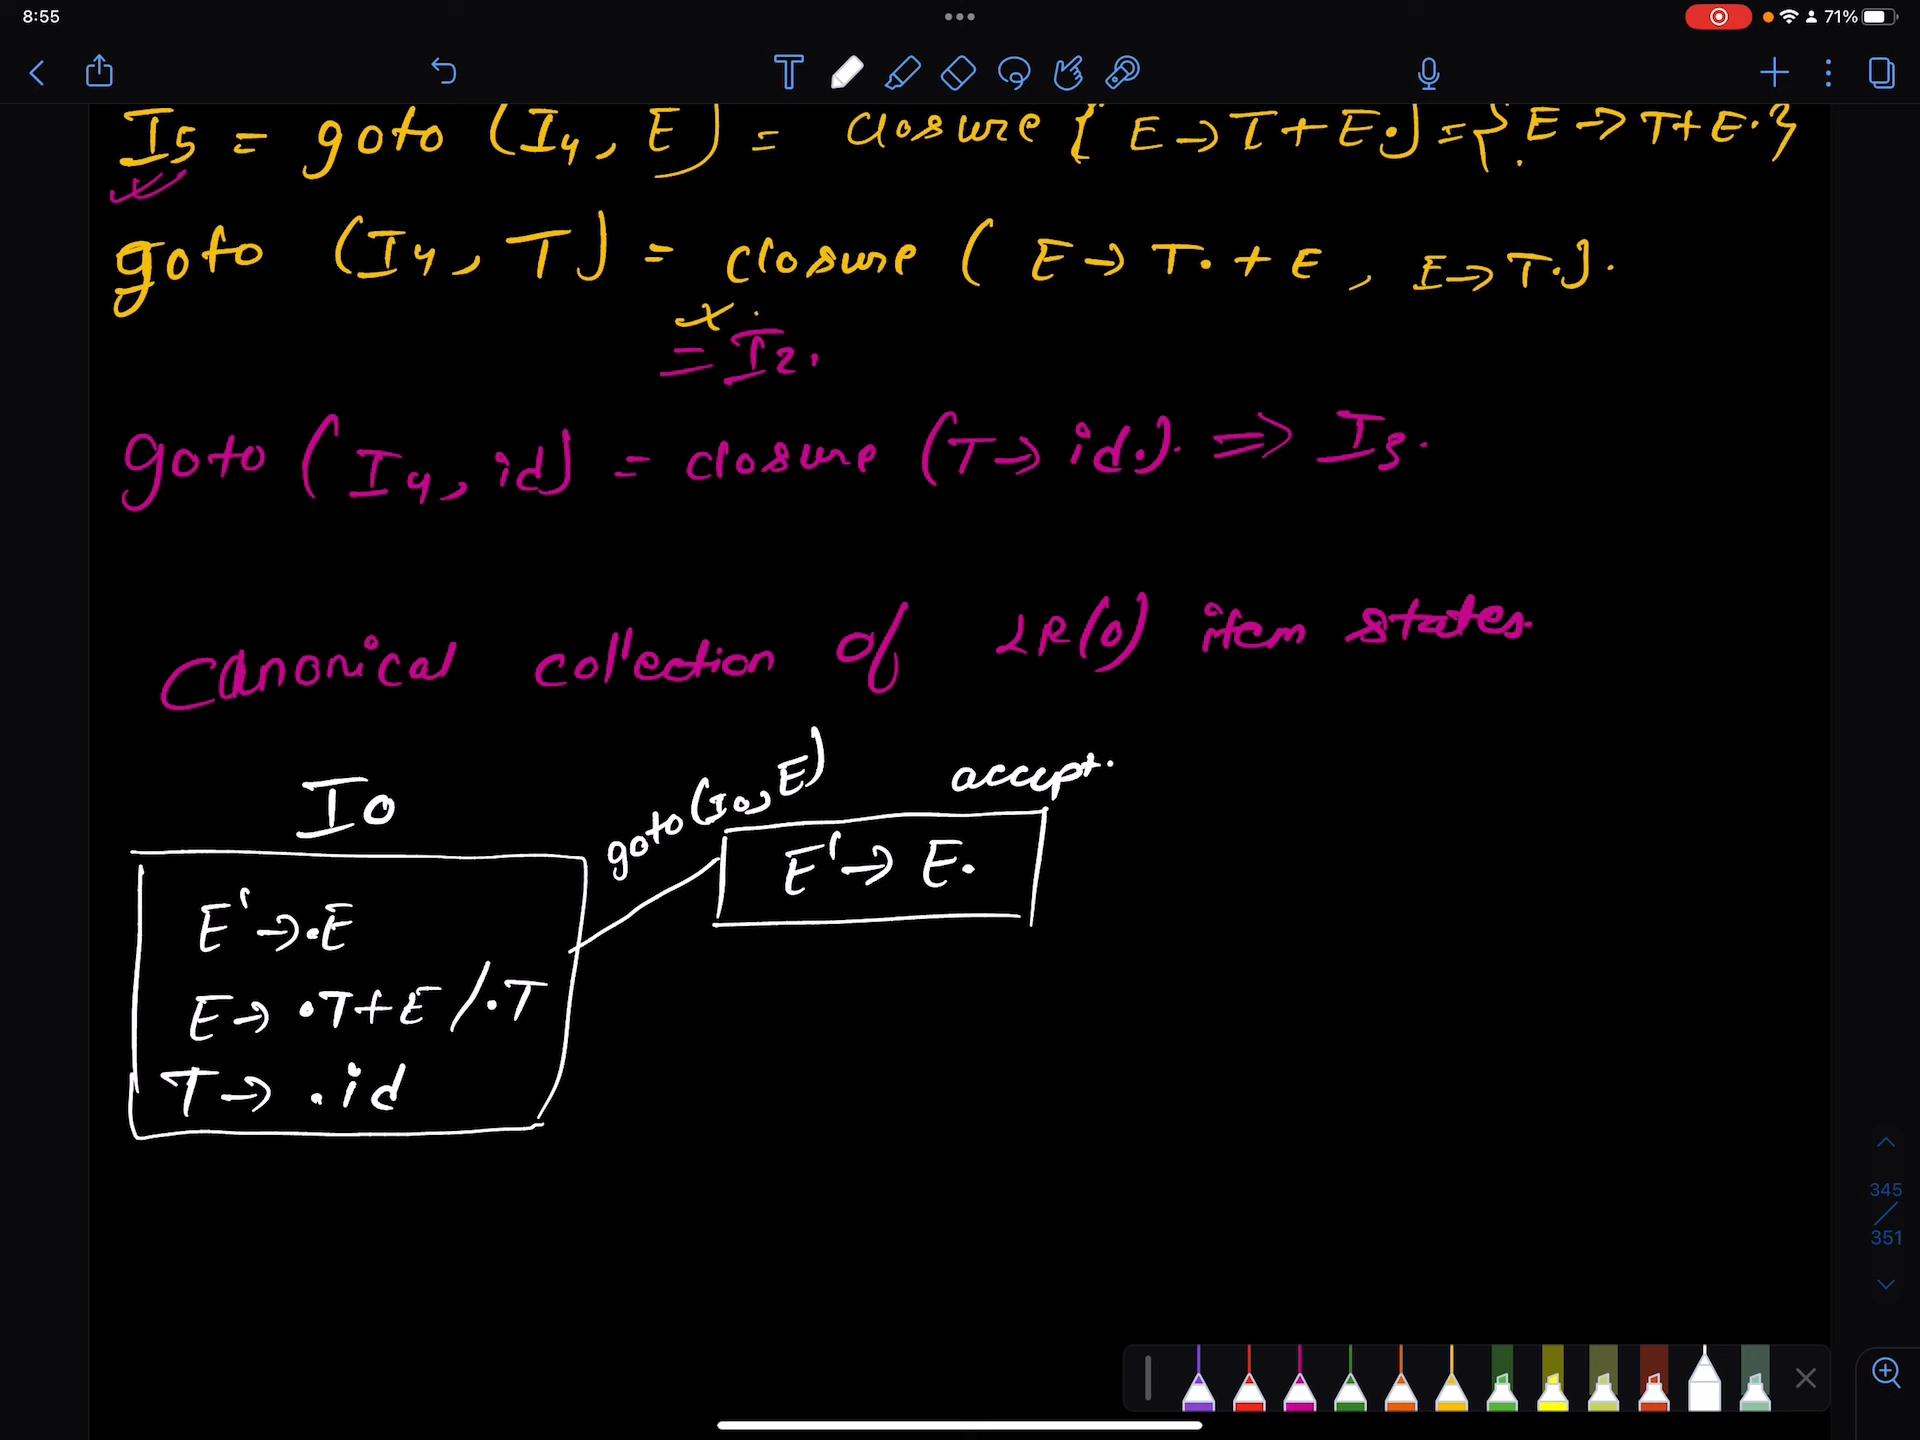 8:55
71%
I5 = goto (I4, E) = closure { E → T + E.} = { E → T+E.}
goto (I4, T) = closure ( E → T. + E , E → T.}.
= I2.
goto (I4, id) = closure (T → id.). ⇒ I3.
Canonical collection of LR(0) item states.
I0
goto (I0, E)
accept.
E' → E.
E' → .E
E → .T+E / .T
T → .id
345
351